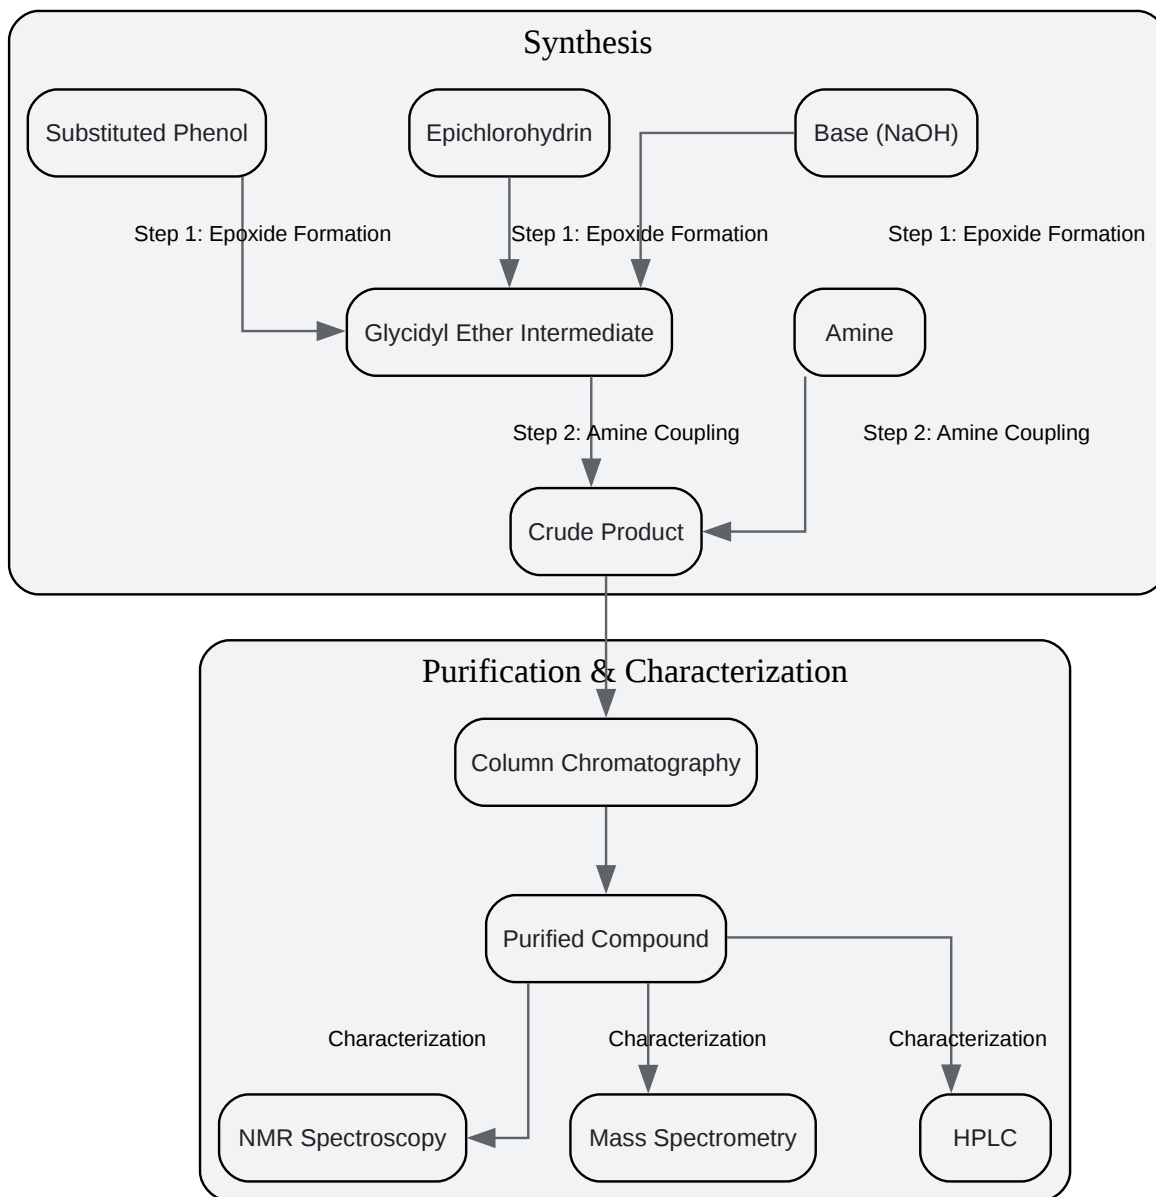 Synthesis
Substituted Phenol
Epichlorohydrin
Base (NaOH)
Step 1: Epoxide Formation
Step 1: Epoxide Formation
Step 1: Epoxide Formation
Glycidyl Ether Intermediate
Amine
Step 2: Amine Coupling
Step 2: Amine Coupling
Crude Product
Purification & Characterization
Column Chromatography
Purified Compound
Characterization
Characterization
Characterization
NMR Spectroscopy
Mass Spectrometry
HPLC